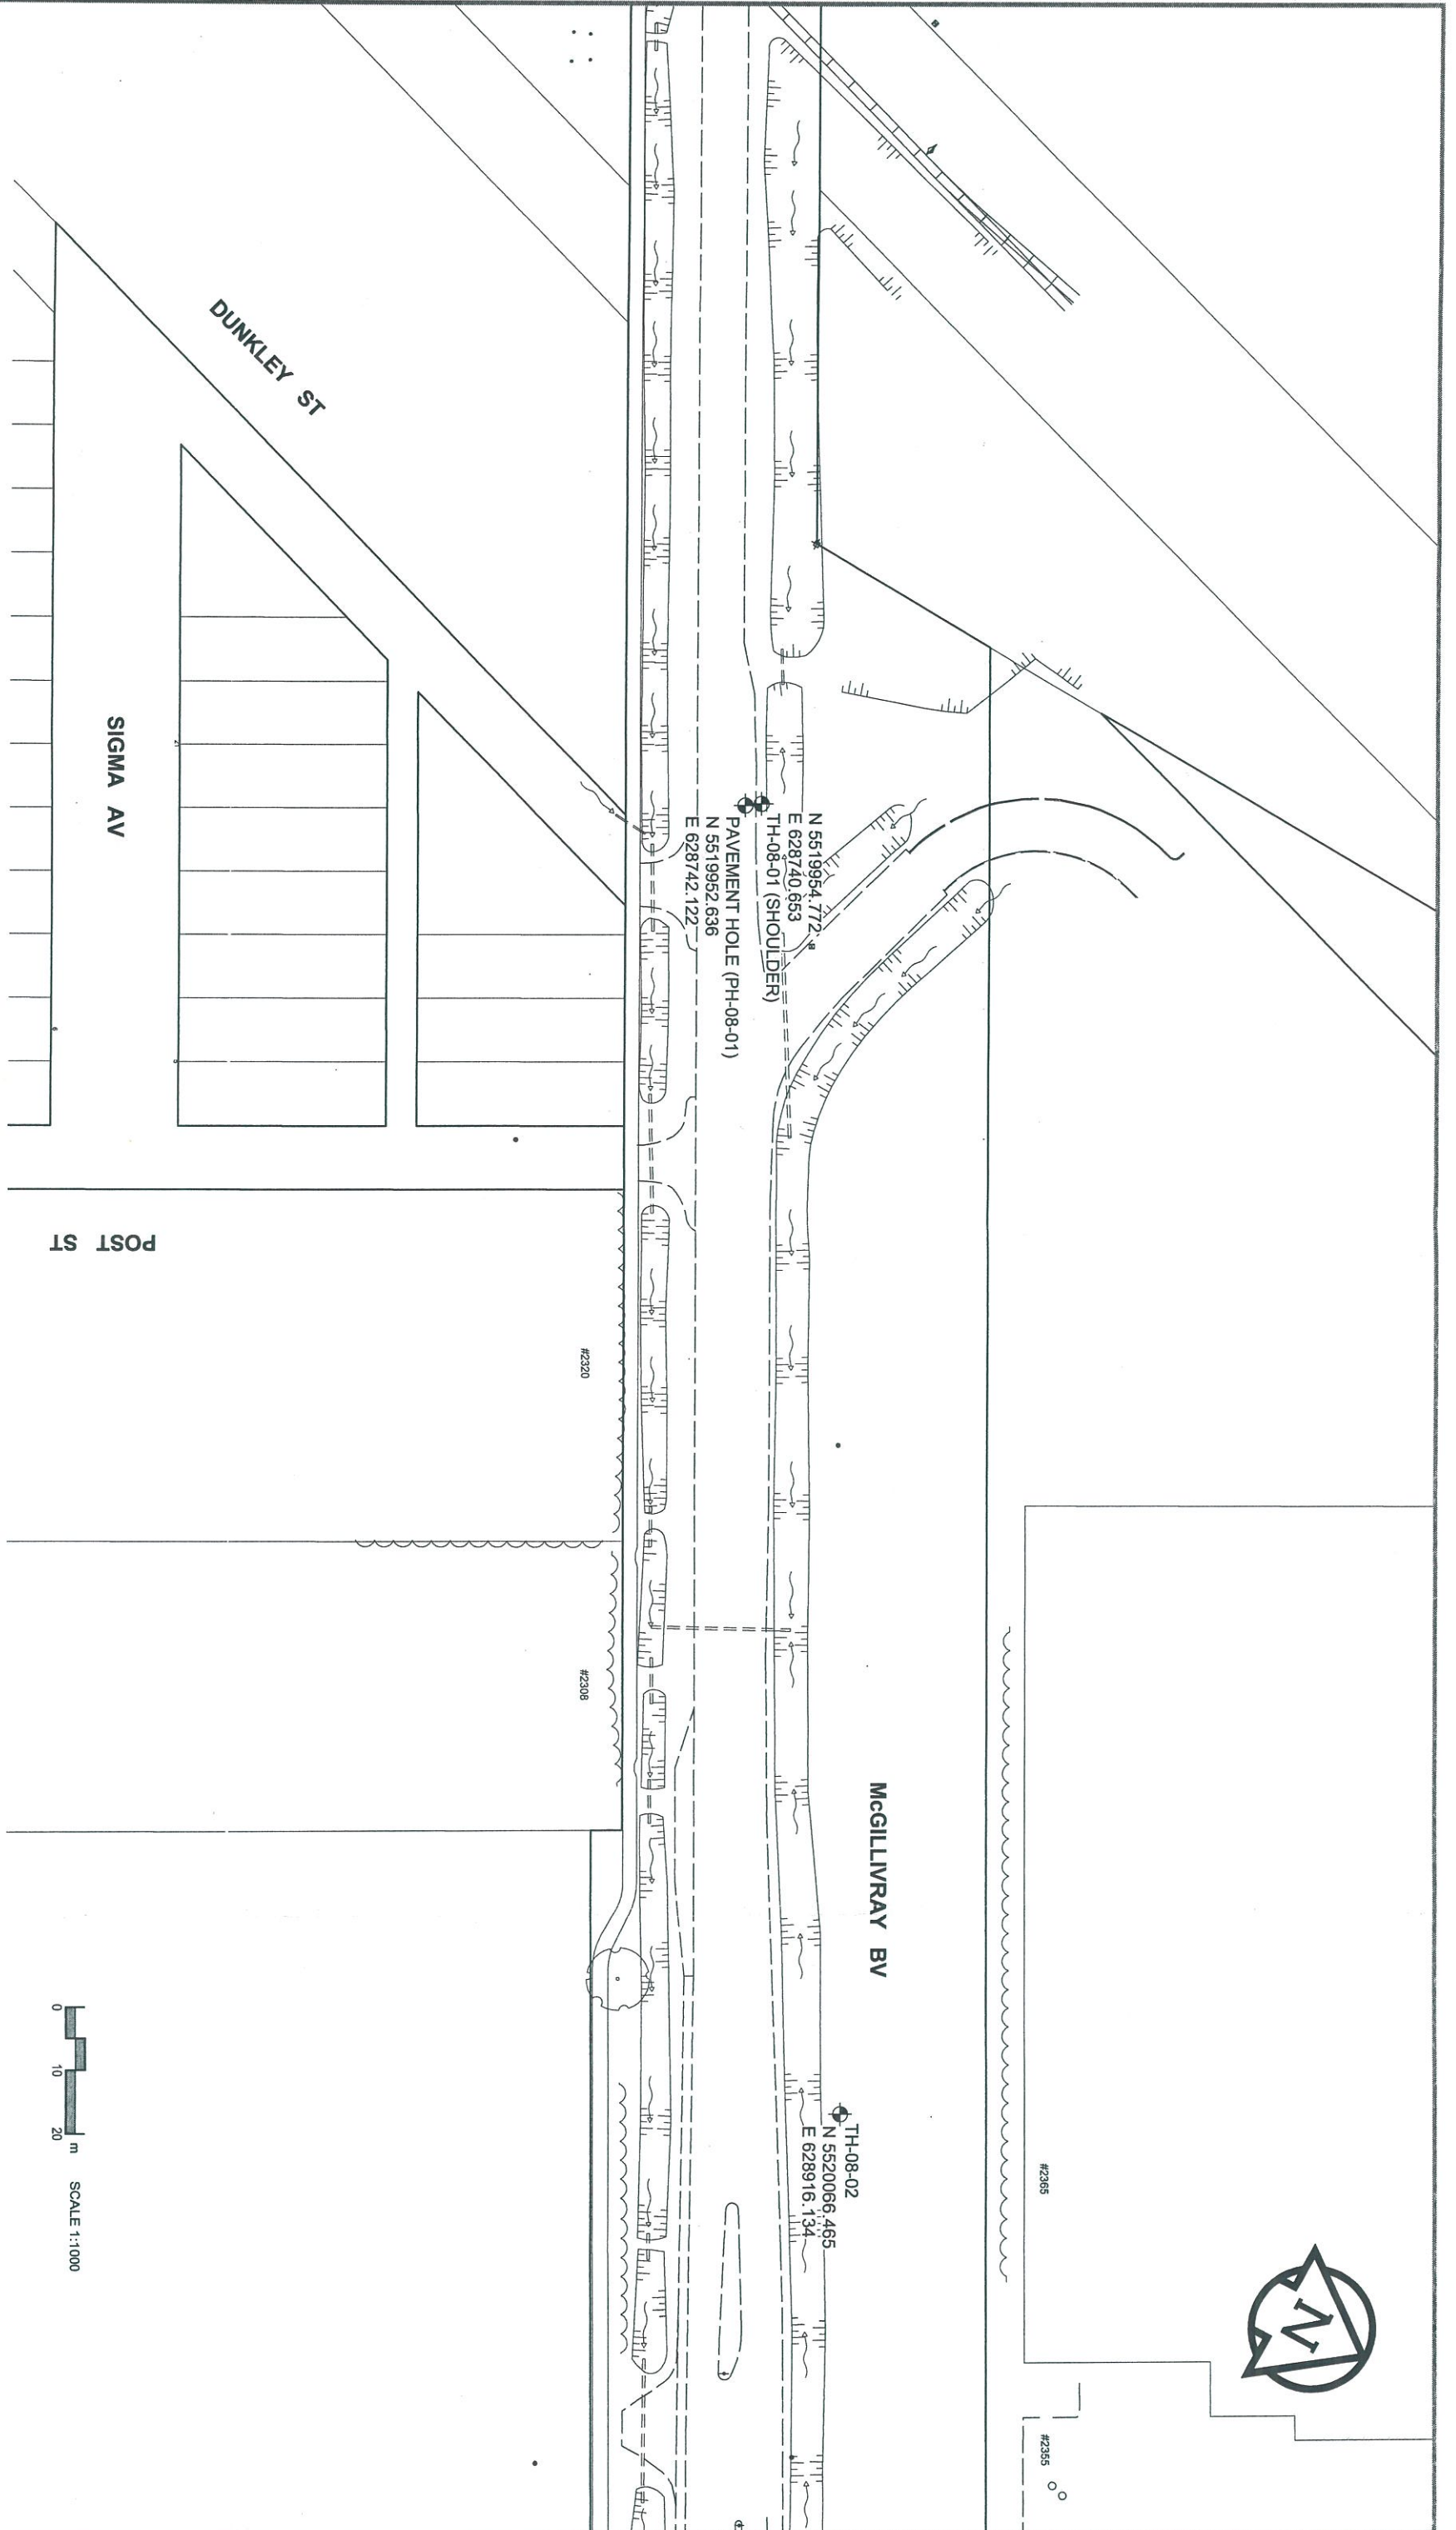 DUNKLEY ST
SIGMA AV
POST ST
N 5519954.772
E 628740.653
TH-08-01 (SHOULDER)
PAVEMENT HOLE (PH-08-01)
N 5519952.636
E 628742.122
#2320
#2308
McGILLIVRAY BV
TH-08-02
N 5520066.465
E 628916.134
#2365
#2355
N
0 10 20 m SCALE 1:1000